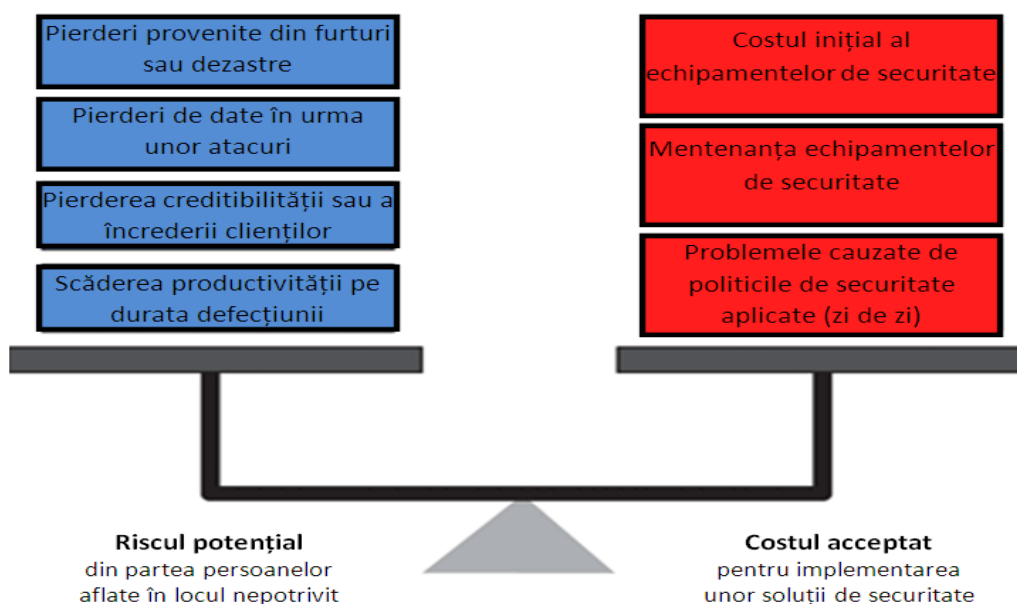 Pierderi provenite din furturi
sau dezastre
Pierderi de date în urma
unor atacuri
Pierderea creditibilității sau a
încrederii clienților
Scăderea productivității pe
durata defecțiunii
Costul inițial al
echipamentelor de securitate
Mentenanța echipamentelor
de securitate
Problemele cauzate de
politicile de securitate
aplicate (zi de zi)
Riscul potențial
din partea persoanelor
aflate în locul nepotrivit
Costul acceptat
pentru implementarea
unor soluții de securitate